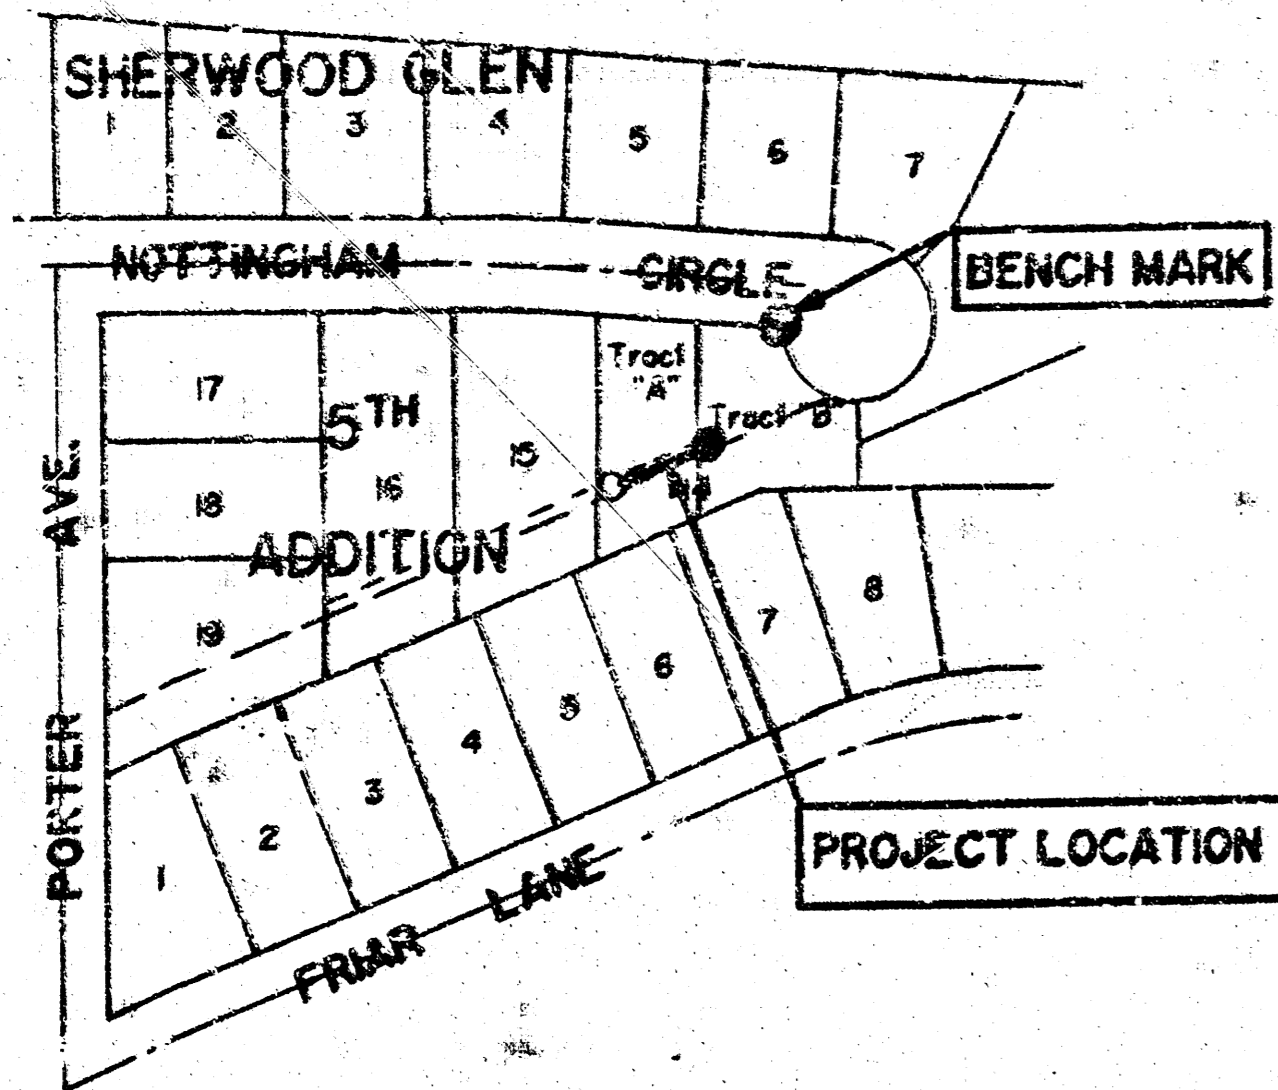 SHERWOOD GLEN
1 2 3 4 5 6 7
NOTTINGHAM CIRCLE
BENCH MARK
Tract
"A"
Tract "B"
17
5TH
15
16
18
ADDITION
19
AVE.
PORTER
1 2 3 4 5 6 7 8
PROJECT LOCATION
FRIAR LANE